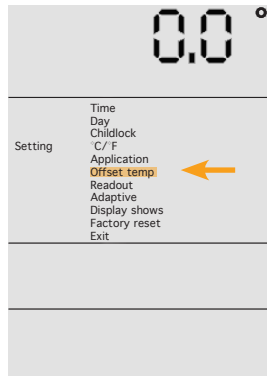 0.0°
Time
Day
Childlock
Setting °C/°F
Application
Offset temp
Readout
Adaptive
Display shows
Factory reset
Exit